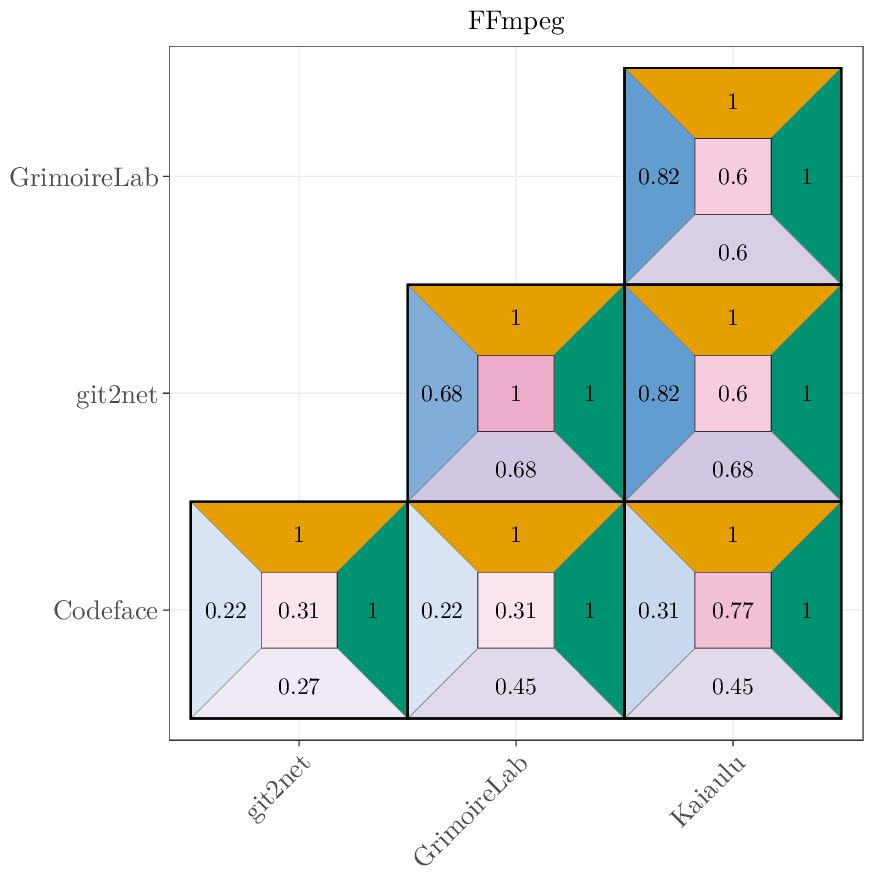 FFmpeg
GrimoireLab
1
0.82 0.6 1
0.6
git2net
1 1
0.68 1 1 0.82 0.6 1
0.68 0.68
Codeface
1 1 1
0.22 0.31 1 0.22 0.31 1 0.31 0.77 1
0.27 0.45 0.45
git2net GrimoireLab Kaiaulu